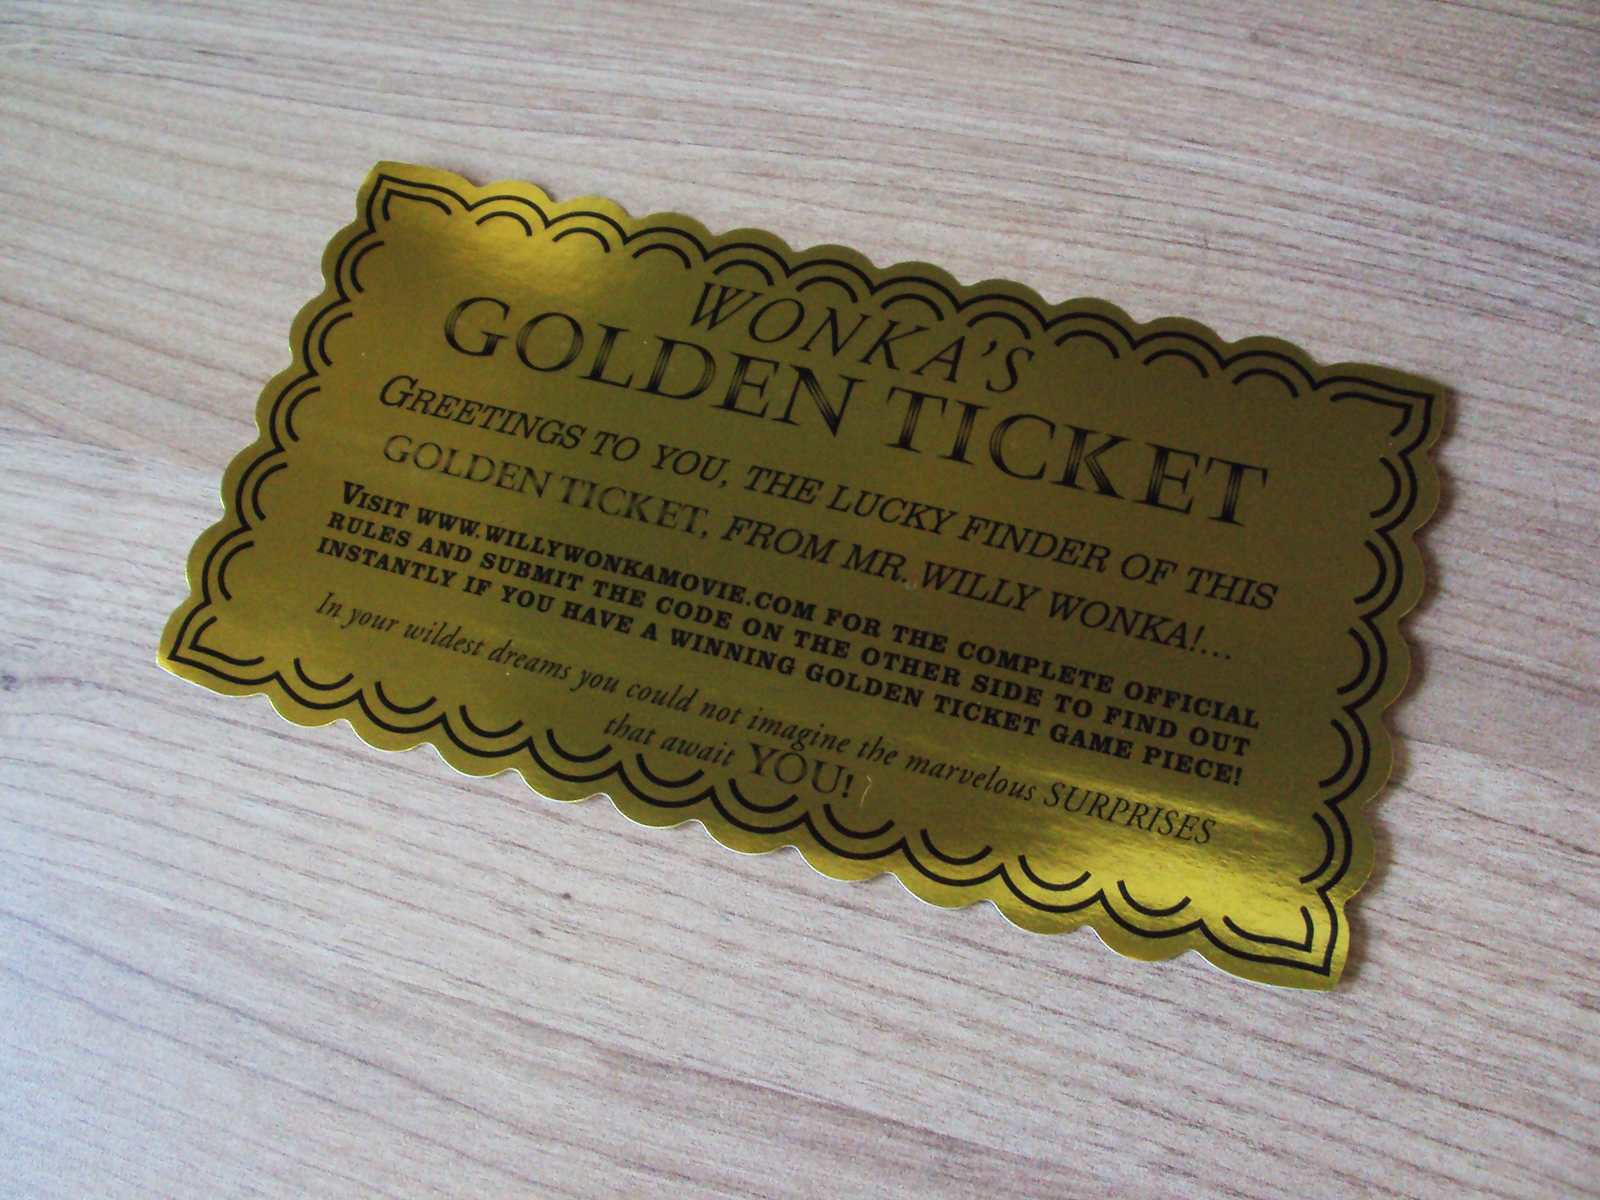 WONKA'S
GOLDEN TICKET
GREETINGS TO YOU, THE LUCKY FINDER OF THIS
GOLDEN TICKET, FROM MR. WILLY WONKA!...
VISIT WWW.WILLYWONKAMOVIE.COM FOR THE COMPLETE OFFICIAL
RULES AND SUBMIT THE CODE ON THE OTHER SIDE TO FIND OUT
INSTANTLY IF YOU HAVE A WINNING GOLDEN TICKET GAME PIECE!
In your wildest dreams you could not imagine the marvelous SURPRISES
that await YOU!